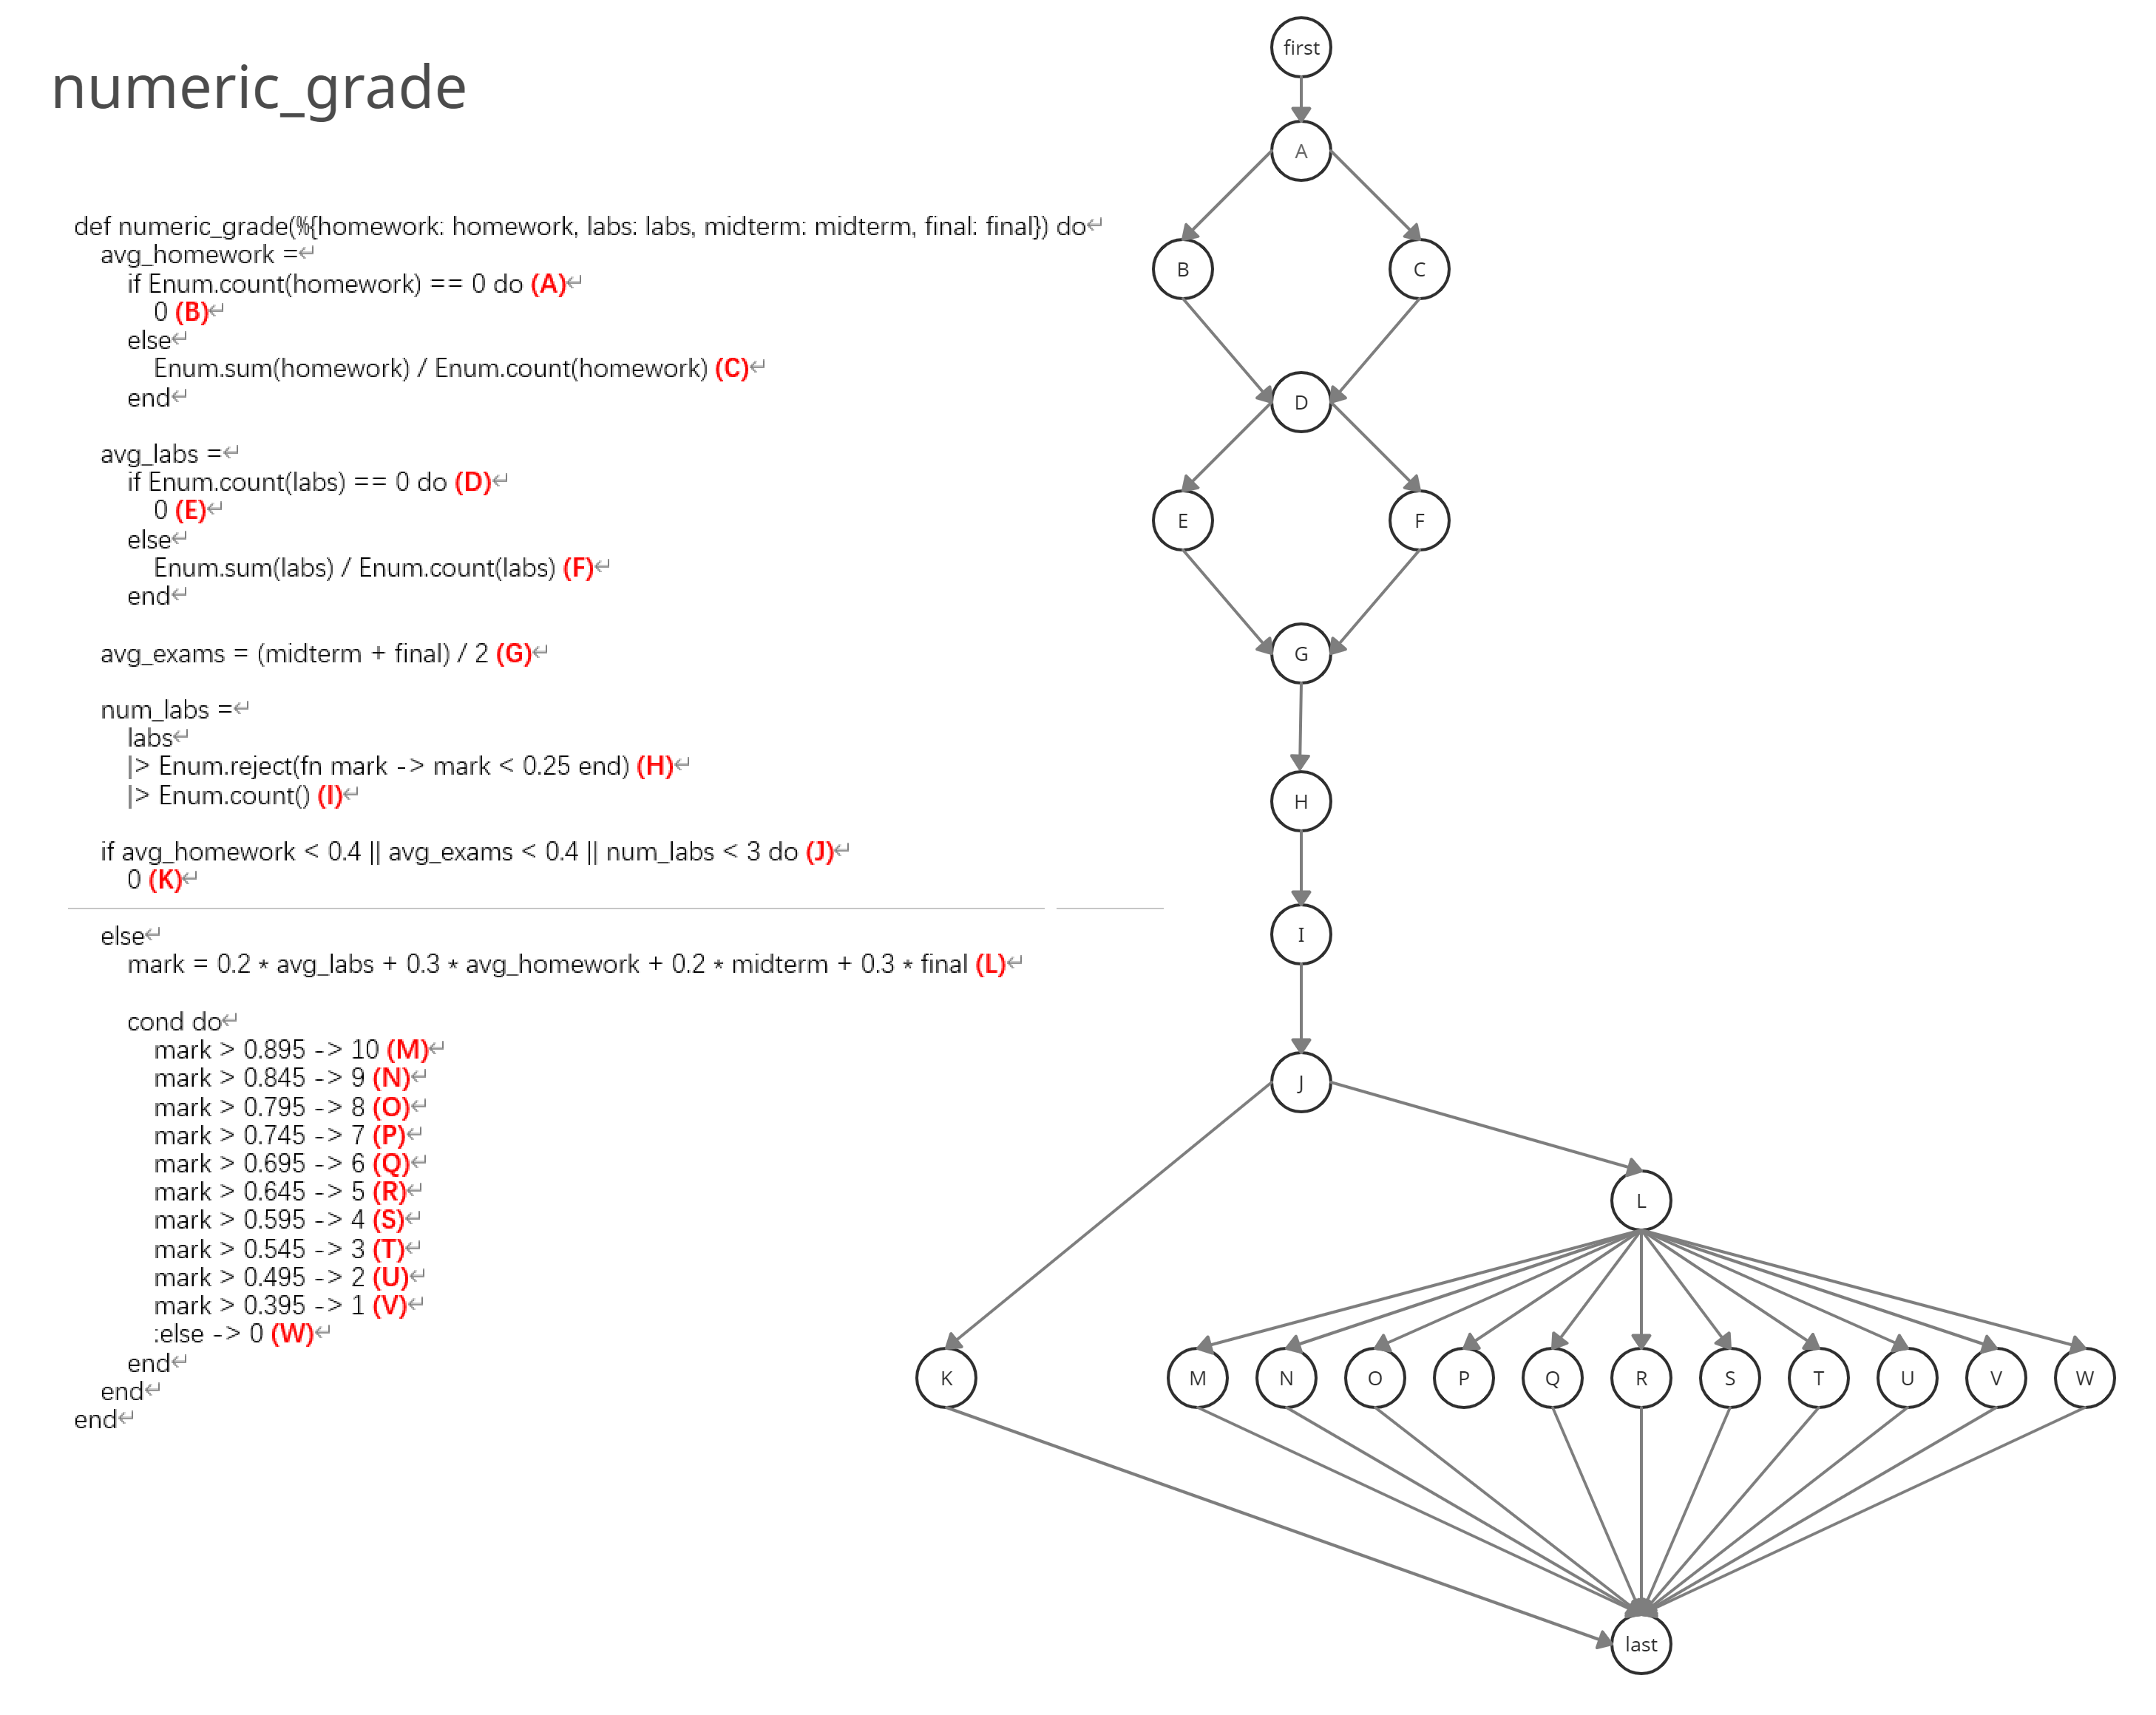 numeric_grade
def numeric_grade(%{homework: homework, labs: labs, midterm: midterm, final: final}) do↵
avg_homework =↵
if Enum.count(homework) == 0 do (A)↵
0 (B)↵
else↵
Enum.sum(homework) / Enum.count(homework) (C)↵
end↵
avg_labs =↵
if Enum.count(labs) == 0 do (D)↵
0 (E)↵
else↵
Enum.sum(labs) / Enum.count(labs) (F)↵
end↵
avg_exams = (midterm + final) / 2 (G)↵
num_labs =↵
labs↵
|> Enum.reject(fn mark -> mark < 0.25 end) (H)↵
|> Enum.count() (I)↵
if avg_homework < 0.4 || avg_exams < 0.4 || num_labs < 3 do (J)↵
0 (K)↵
else↵
mark = 0.2 * avg_labs + 0.3 * avg_homework + 0.2 * midterm + 0.3 * final (L)↵
cond do↵
mark > 0.895 -> 10 (M)↵
mark > 0.845 -> 9 (N)↵
mark > 0.795 -> 8 (O)↵
mark > 0.745 -> 7 (P)↵
mark > 0.695 -> 6 (Q)↵
mark > 0.645 -> 5 (R)↵
mark > 0.595 -> 4 (S)↵
mark > 0.545 -> 3 (T)↵
mark > 0.495 -> 2 (U)↵
mark > 0.395 -> 1 (V)↵
:else -> 0 (W)↵
end↵
end↵
end↵
first
A
B C
D
E F
G
H
I
J
L
K M N O P Q R S T U V W
last